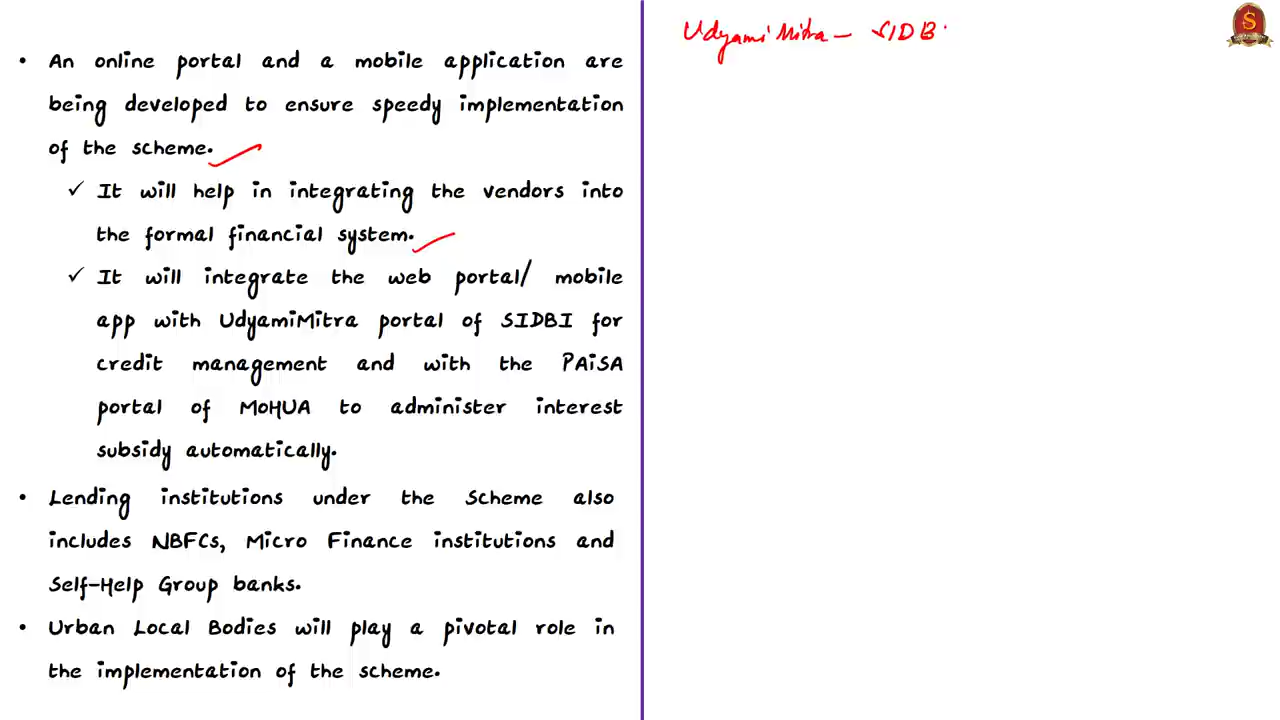 • An online portal and a mobile application are
being developed to ensure speedy implementation
of the scheme.
✓ It will help in integrating the vendors into
the formal financial system.
✓ It will integrate the web portal/ mobile
app with UdyamiMitra portal of SIDBI for
credit management and with the PAiSA
portal of MoHUA to administer interest
subsidy automatically.
• Lending institutions under the Scheme also
includes NBFCs, Micro Finance institutions and
Self-Help Group banks.
• Urban Local Bodies will play a pivotal role in
the implementation of the scheme.
Udyami Mitra - SIDB
S